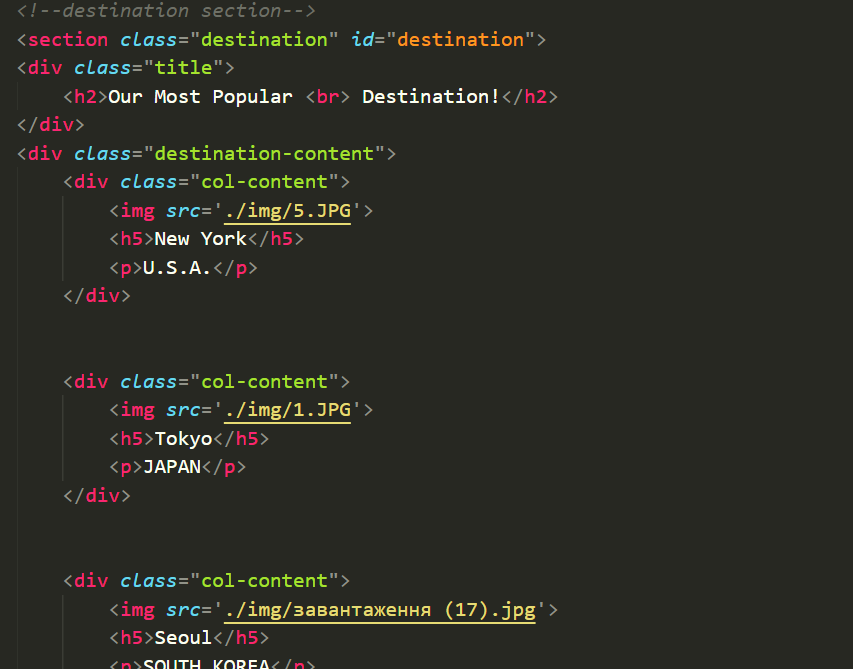 <!--destination section-->
<section class="destination" id="destination">
<div class="title">
<h2>Our Most Popular <br> Destination!</h2>
</div>
<div class="destination-content">
<div class="col-content">
<img src='./img/5.JPG'>
<h5>New York</h5>
<p>U.S.A.</p>
</div>
<div class="col-content">
<img src='./img/1.JPG'>
<h5>Tokyo</h5>
<p>JAPAN</p>
</div>
<div class="col-content">
<img src='./img/завантаження (17).jpg'>
<h5>Seoul</h5>
<p>SOUTH KOREA</p>